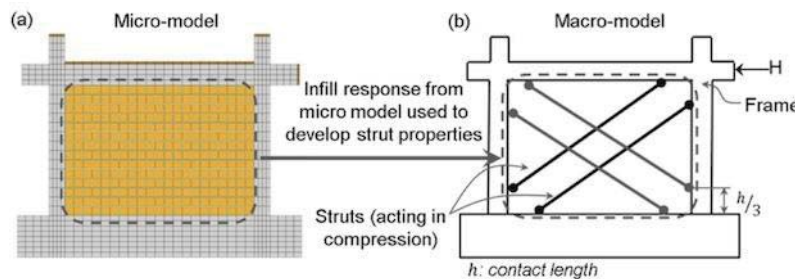 (a)
Micro-model
Infill response from
micro model used to
develop strut properties
Struts (acting in
compression)
(b)
Macro-model
H
Frame
h/3
h: contact length